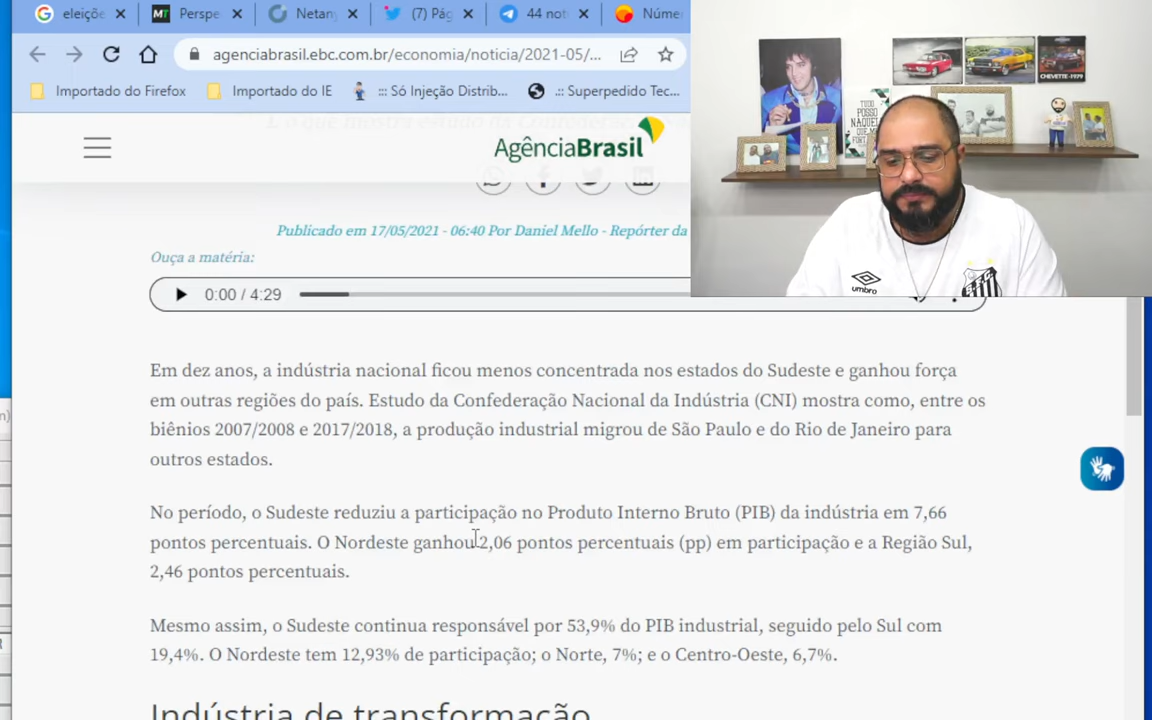 eleiçõe
Perspe
Netan
(7) Pág
44 not
Núme
agenciabrasil.ebc.com.br/economia/noticia/2021-05/...
Importado do Firefox
Importado do IE
::: Só Injeção Distrib...
.:: Superpedido Tec...
AgênciaBrasil
Publicado em 17/05/2021 - 06:40 Por Daniel Mello - Repórter da
Ouça a matéria:
0:00 / 4:29
Em dez anos, a indústria nacional ficou menos concentrada nos estados do Sudeste e ganhou força
em outras regiões do país. Estudo da Confederação Nacional da Indústria (CNI) mostra como, entre os
biênios 2007/2008 e 2017/2018, a produção industrial migrou de São Paulo e do Rio de Janeiro para
outros estados.
No período, o Sudeste reduziu a participação no Produto Interno Bruto (PIB) da indústria em 7,66
pontos percentuais. O Nordeste ganhou 2,06 pontos percentuais (pp) em participação e a Região Sul,
2,46 pontos percentuais.
Mesmo assim, o Sudeste continua responsável por 53,9% do PIB industrial, seguido pelo Sul com
19,4%. O Nordeste tem 12,93% de participação; o Norte, 7%; e o Centro-Oeste, 6,7%.
Indústria de transformação
CHEVETTE-1979
TUDO
POSSO
NAQUELE
QUE ME
umbro